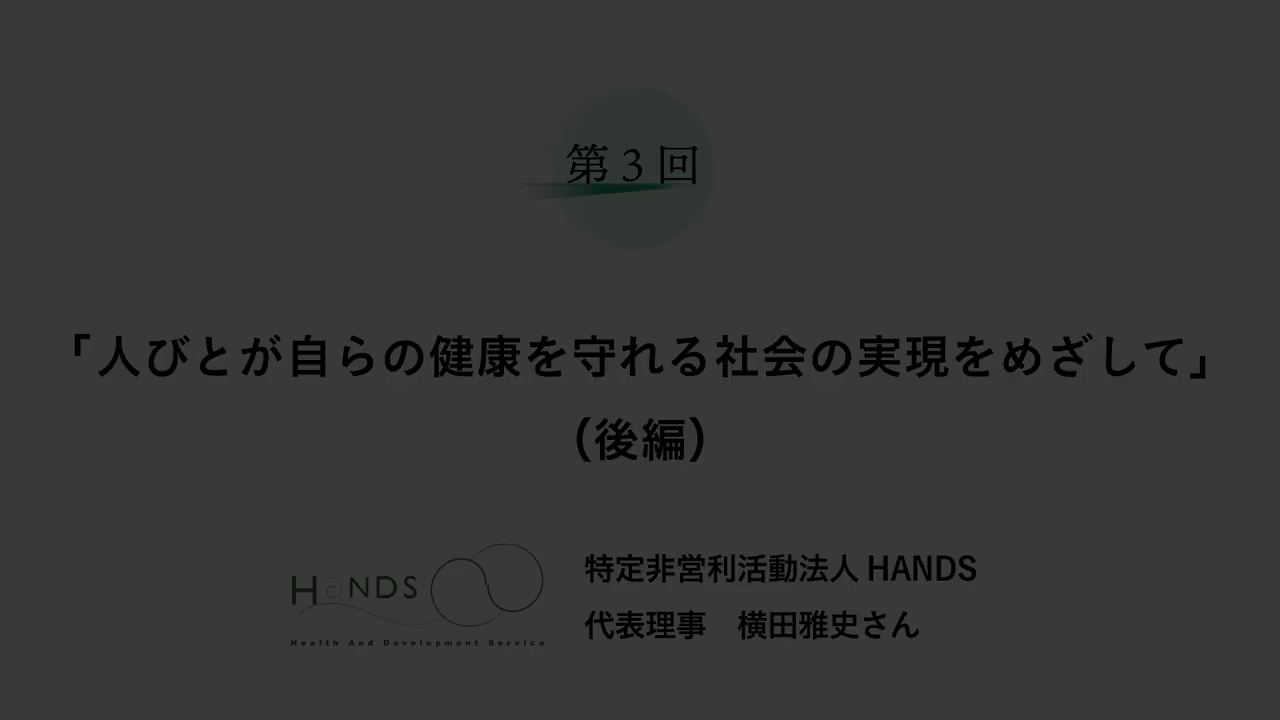 第3回
「人びとが自らの健康を守れる社会の実現をめざして」
(後編)
HaNDS
Health And Development Service
特定非営利活動法人 HANDS
代表理事　横田雅史さん